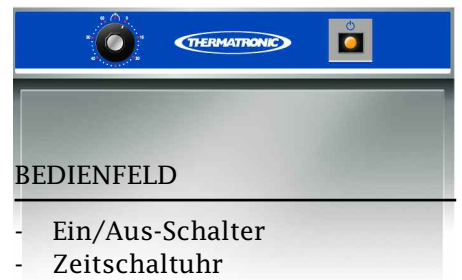 THERMATRONIC
BEDIENFELD
- Ein/Aus-Schalter
- Zeitschaltuhr